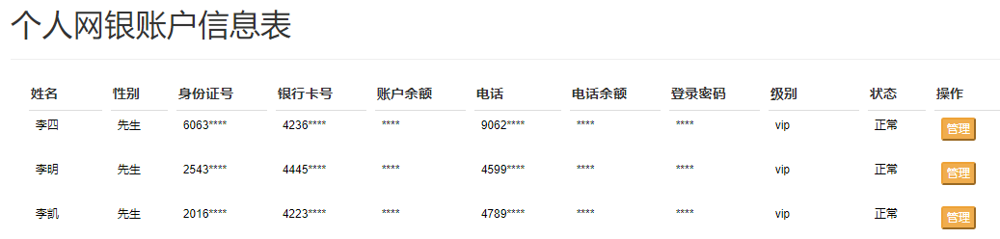 个人网银账户信息表
姓名 性别 身份证号 银行卡号 账户余额 电话 电话余额 登录密码 级别 状态 操作
李四 先生 6063**** 4236**** **** 9062**** **** **** vip 正常 管理
李明 先生 2543**** 4445**** **** 4599**** **** **** vip 正常 管理
李凯 先生 2016**** 4223**** **** 4789**** **** **** vip 正常 管理